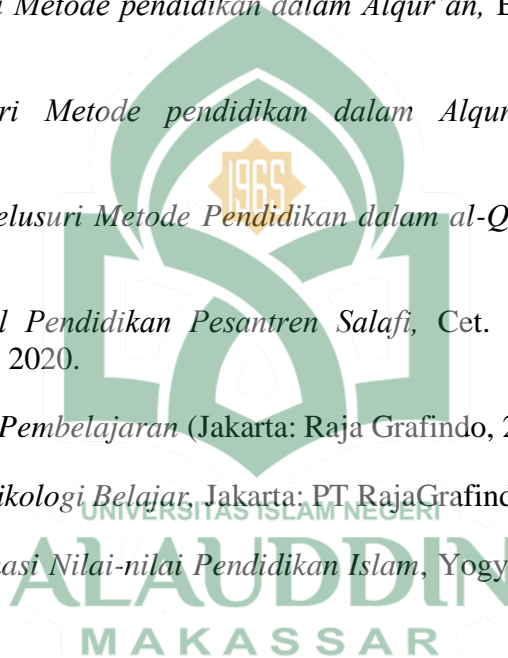 Metode pendidikan dalam Alqur'an,
ri Metode pendidikan dalam Alqur
elusuri Metode Pendidikan dalam al-Q
1965
l Pendidikan Pesantren Salafi, Cet.
2020.
Pembelajaran (Jakarta: Raja Grafindo, 2
ikologi Belajar, Jakarta: PT RajaGrafind
UNIVERSITAS ISLAM NEGERI
asi Nilai-nilai Pendidikan Islam, Yogy
ALAUDDIN
MAKASSAR